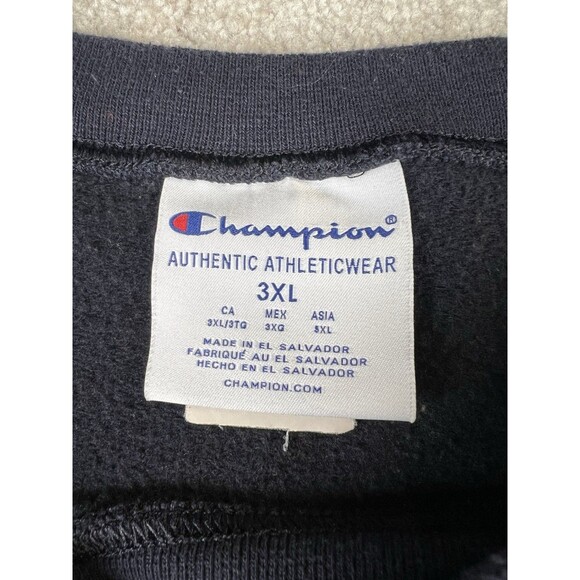 Champion®
AUTHENTIC ATHLETICWEAR
3XL
CA MEX ASIA
3XL/3TG 3XG 3XL
MADE IN EL SALVADOR
FABRIQUÉ AU EL SALVADOR
HECHO EN EL SALVADOR
CHAMPION.COM